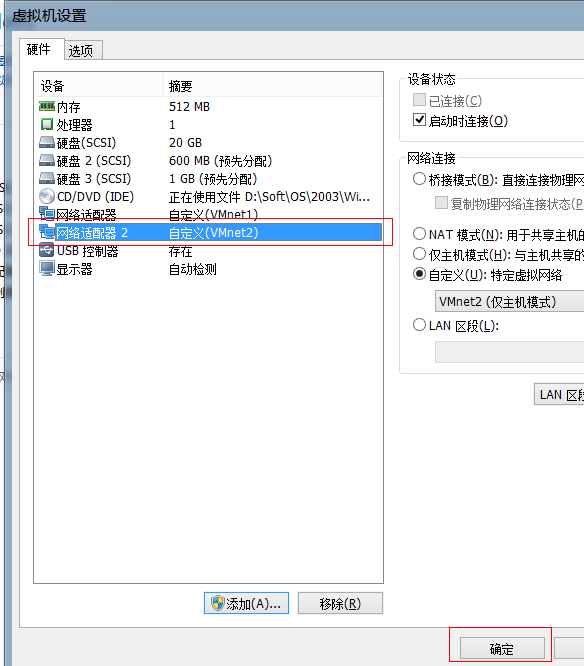 虚拟机设置
硬件 选项
设备 摘要
内存 512 MB
处理器 1
硬盘(SCSI) 20 GB
硬盘 2 (SCSI) 600 MB (预先分配)
硬盘 3 (SCSI) 1 GB (预先分配)
CD/DVD (IDE) 正在使用文件 D:\Soft\OS\2003\Wi...
网络适配器 自定义(VMnet1)
网络适配器 2 自定义(VMnet2)
USB 控制器 存在
显示器 自动检测
添加(A)... 移除(R)
设备状态
已连接(C)
启动时连接(O)
网络连接
桥接模式(B): 直接连接物理网
复制物理网络连接状态(P
NAT 模式(N): 用于共享主机的
仅主机模式(H): 与主机共享的
自定义(U): 特定虚拟网络
VMnet2 (仅主机模式)
LAN 区段(L):
LAN 区段
确定